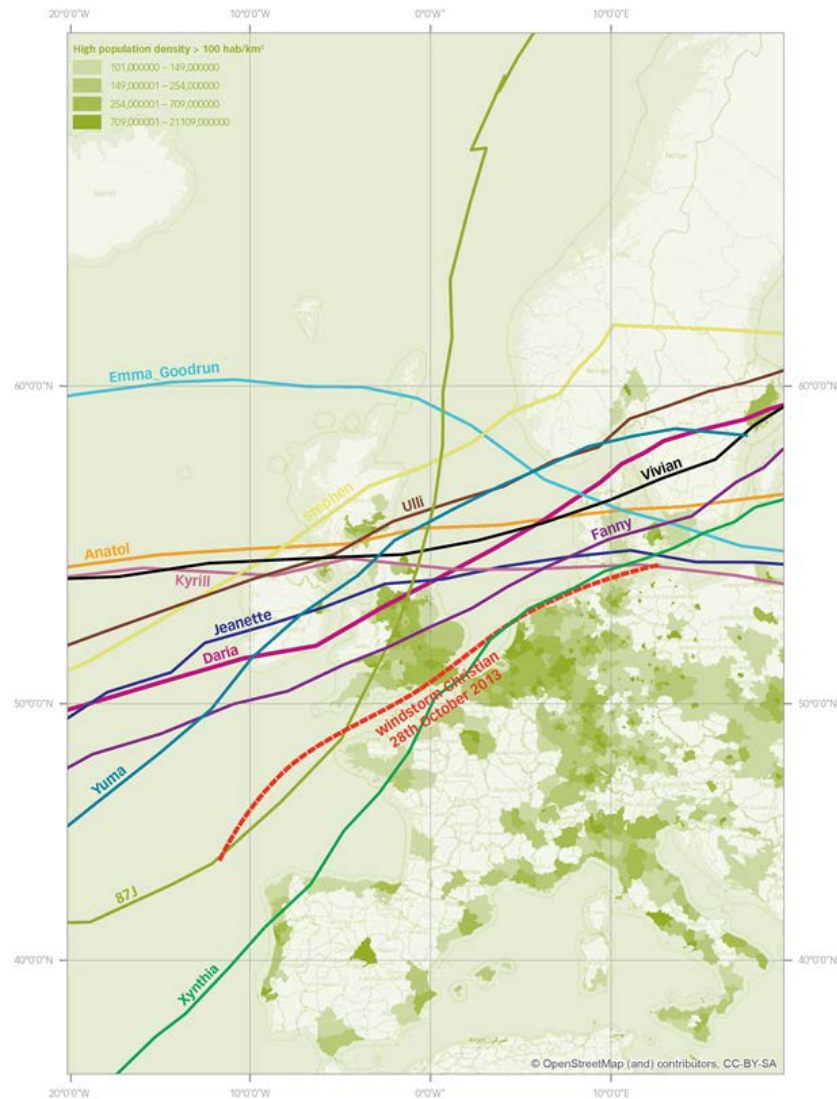 20°0'0"W 10°0'0"W 0°0'0" 10°0'0"E
High population density > 100 hab/km²
101,000000 – 149,000000
149,000001 – 254,000000
254,000001 – 709,000000
709,000001 – 21109,000000
Norge
Ísland
Emma_Goodrun
60°0'0"N 60°0'0"N
Stephen
Ulli
Vivian
Anatol
Fanny
Kyrill
Jeanette
Daria
windstorm Christian
28th October 2013
50°0'0"N 50°0'0"N
Yuma
87J
40°0'0"N 40°0'0"N
Xynthia
© OpenStreetMap (and) contributors, CC-BY-SA
20°0'0"W 10°0'0"W 0°0'0" 10°0'0"E